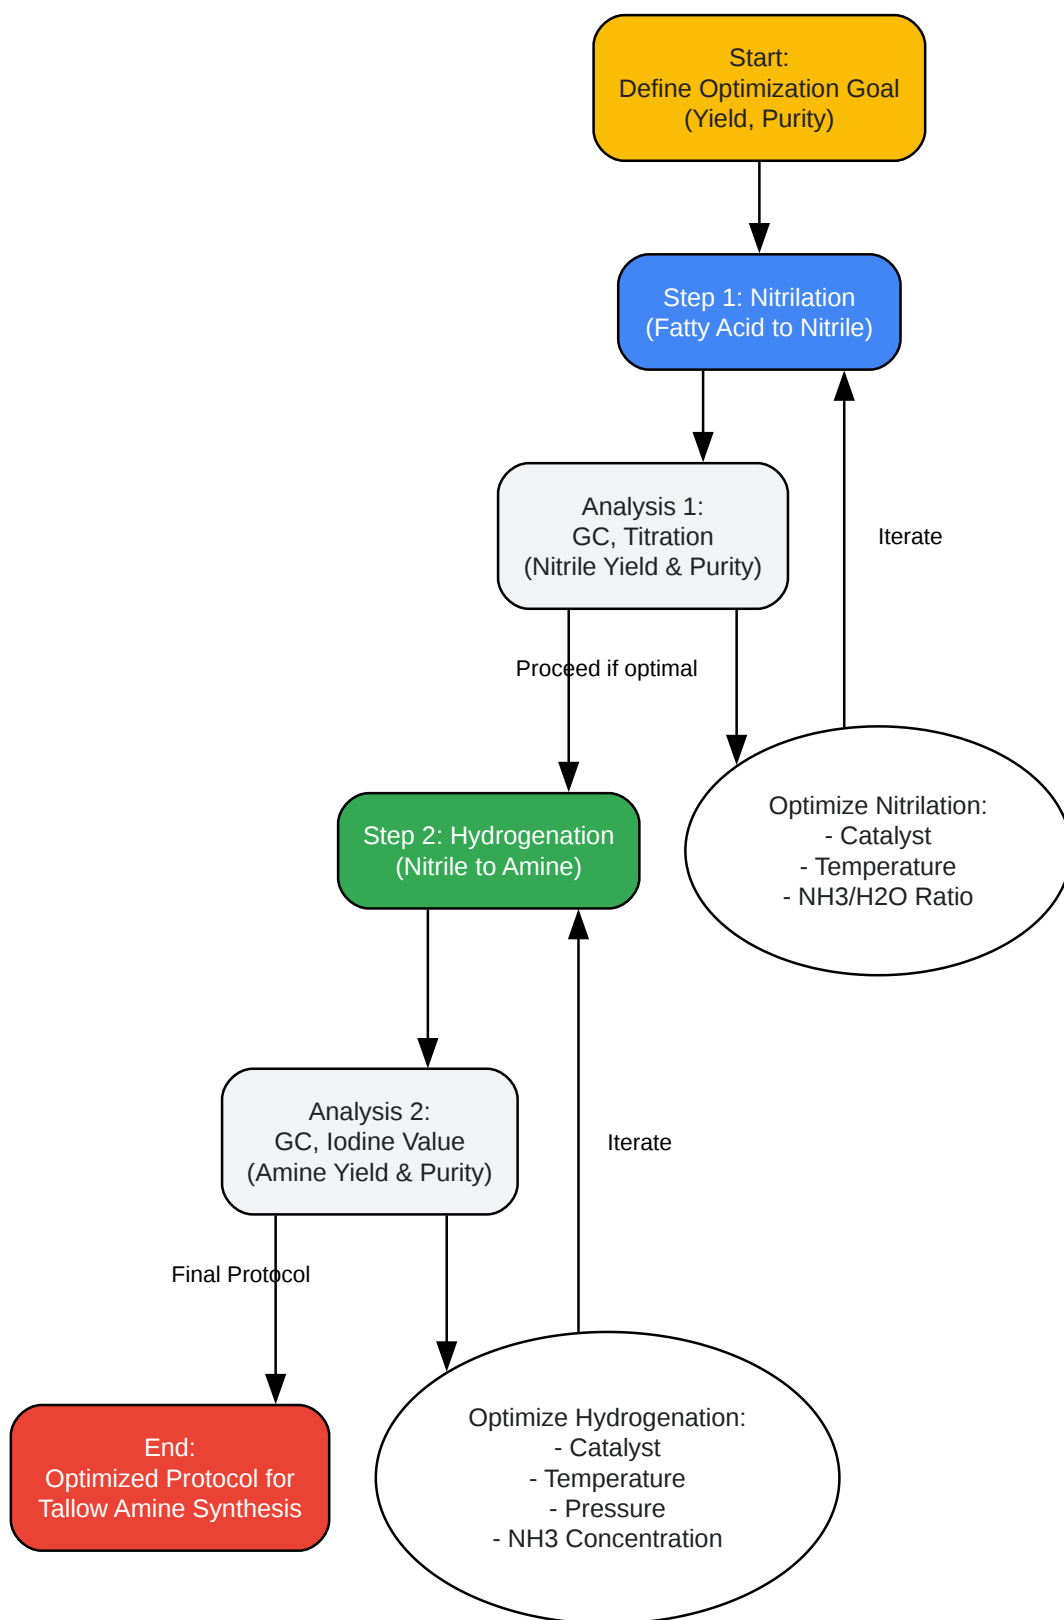 Start:
Define Optimization Goal
(Yield, Purity)
Step 1: Nitrilation
(Fatty Acid to Nitrile)
Analysis 1:
GC, Titration
(Nitrile Yield & Purity)
Iterate
Proceed if optimal
Optimize Nitrilation:
- Catalyst
- Temperature
- NH3/H2O Ratio
Step 2: Hydrogenation
(Nitrile to Amine)
Analysis 2:
GC, Iodine Value
(Amine Yield & Purity)
Iterate
Final Protocol
Optimize Hydrogenation:
- Catalyst
- Temperature
- Pressure
- NH3 Concentration
End:
Optimized Protocol for
Tallow Amine Synthesis